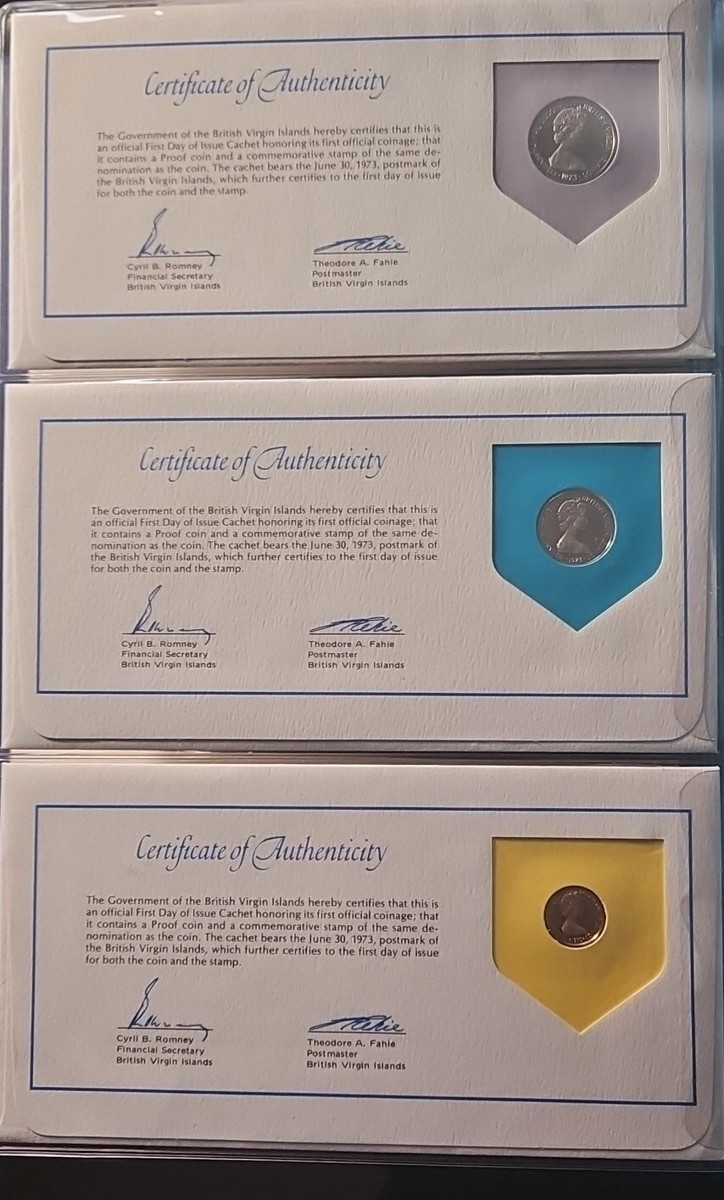 Certificate of Authenticity
The Government of the British Virgin Islands hereby certifies that this is
an official First Day of Issue Cachet honoring its first official coinage; that
it contains a Proof coin and a commemorative stamp of the same de-
nomination as the coin. The cachet bears the June 30, 1973, postmark of
the British Virgin Islands, which further certifies to the first day of issue
for both the coin and the stamp.
Cyril B. Romney
Financial Secretary
British Virgin Islands
Theodore A. Fahie
Postmaster
British Virgin Islands
1973
Certificate of Authenticity
The Government of the British Virgin Islands hereby certifies that this is
an official First Day of Issue Cachet honoring its first official coinage; that
it contains a Proof coin and a commemorative stamp of the same de-
nomination as the coin. The cachet bears the June 30, 1973, postmark of
the British Virgin Islands, which further certifies to the first day of issue
for both the coin and the stamp.
Cyril B. Romney
Financial Secretary
British Virgin Islands
Theodore A. Fahie
Postmaster
British Virgin Islands
Certificate of Authenticity
The Government of the British Virgin Islands hereby certifies that this is
an official First Day of Issue Cachet honoring its first official coinage; that
it contains a Proof coin and a commemorative stamp of the same de-
nomination as the coin. The cachet bears the June 30, 1973, postmark of
the British Virgin Islands, which further certifies to the first day of issue
for both the coin and the stamp.
Cyril B. Romney
Financial Secretary
British Virgin Islands
Theodore A. Fahie
Postmaster
British Virgin Islands